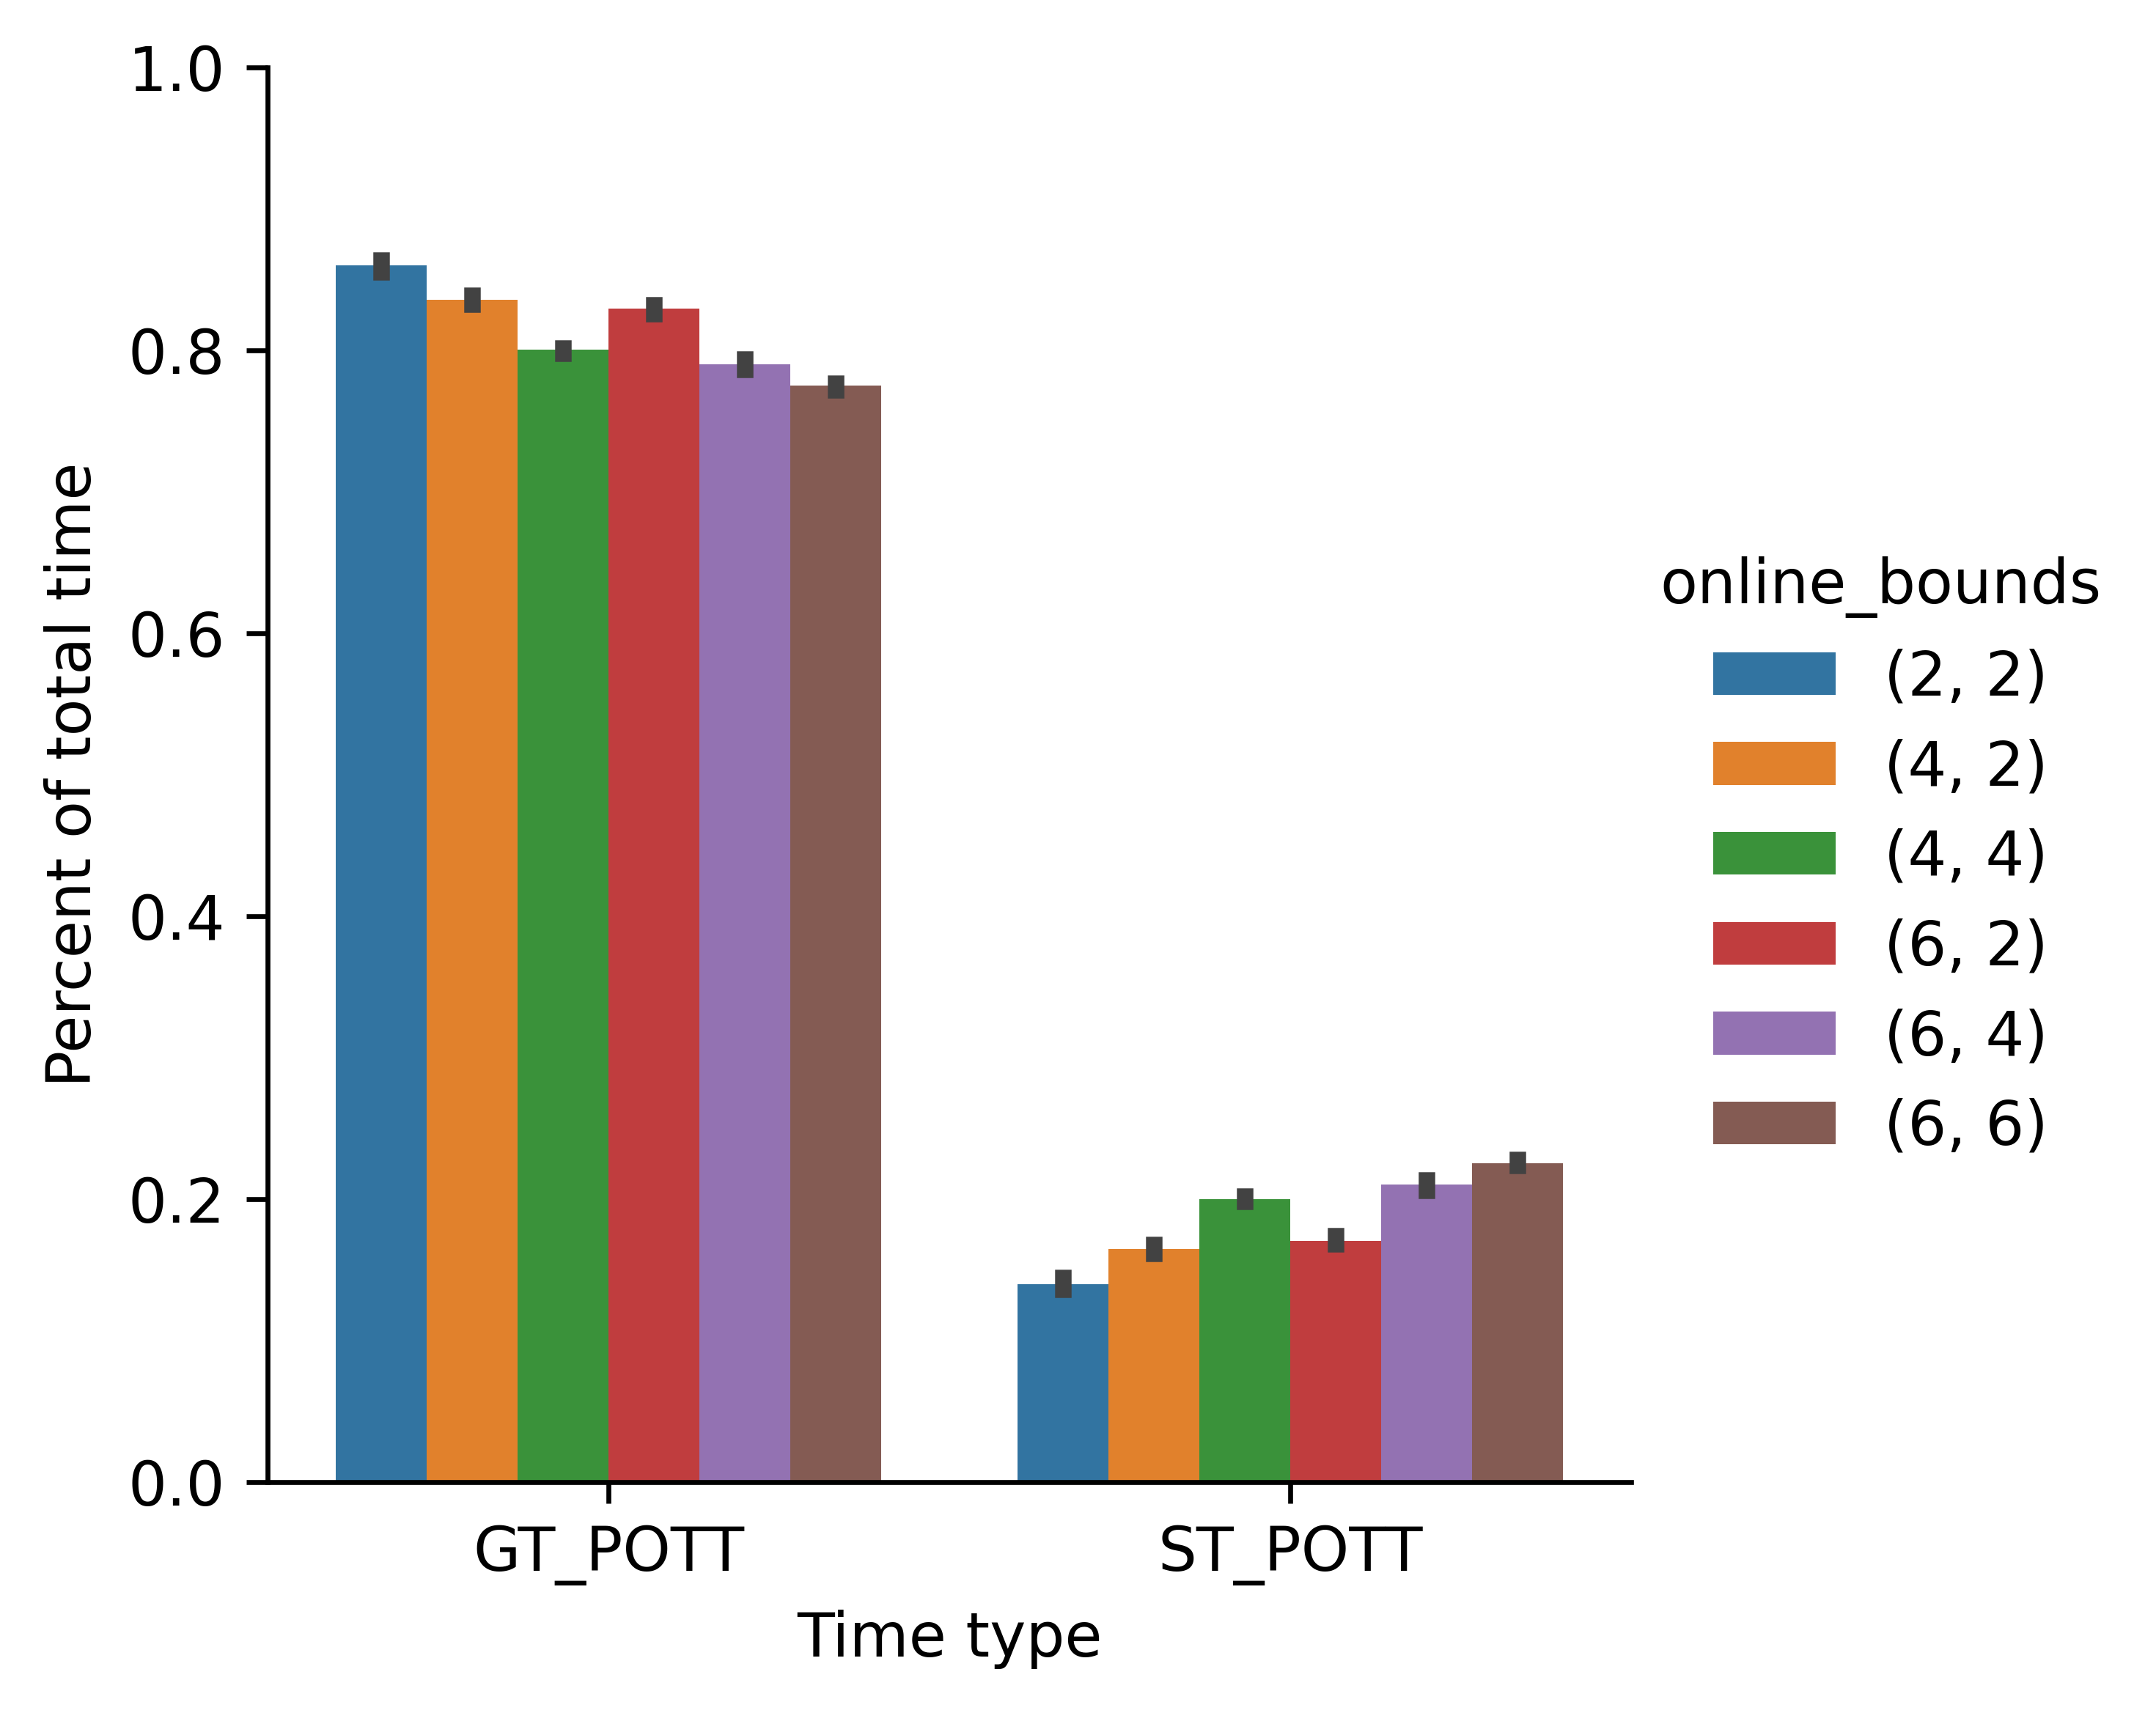 Percent of total time
1.0
0.8
0.6
0.4
0.2
0.0
GT_POTT
ST_POTT
Time type
online_bounds
(2, 2)
(4, 2)
(4, 4)
(6, 2)
(6, 4)
(6, 6)